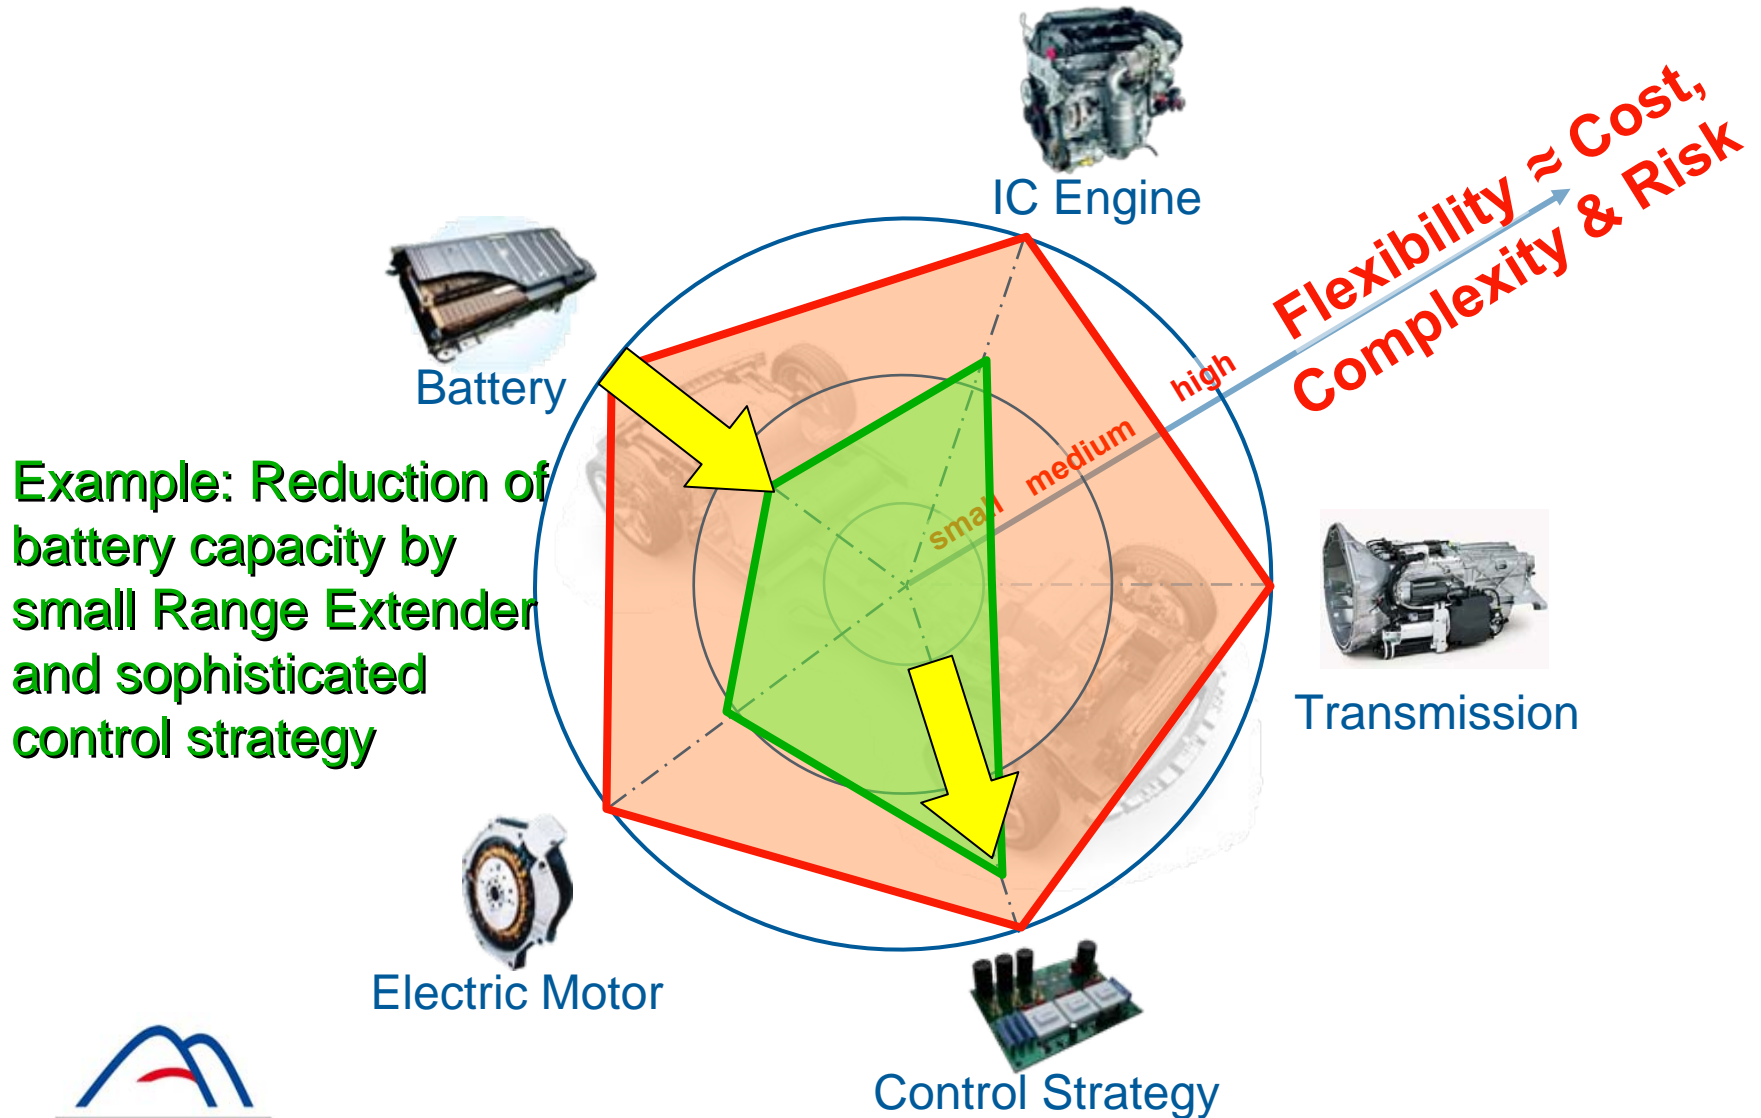 IC Engine
Flexibility ≈ Cost,
Complexity & Risk
Battery
high
medium
small
Example: Reduction of
battery capacity by
small Range Extender
and sophisticated
control strategy
Transmission
Electric Motor
Control Strategy